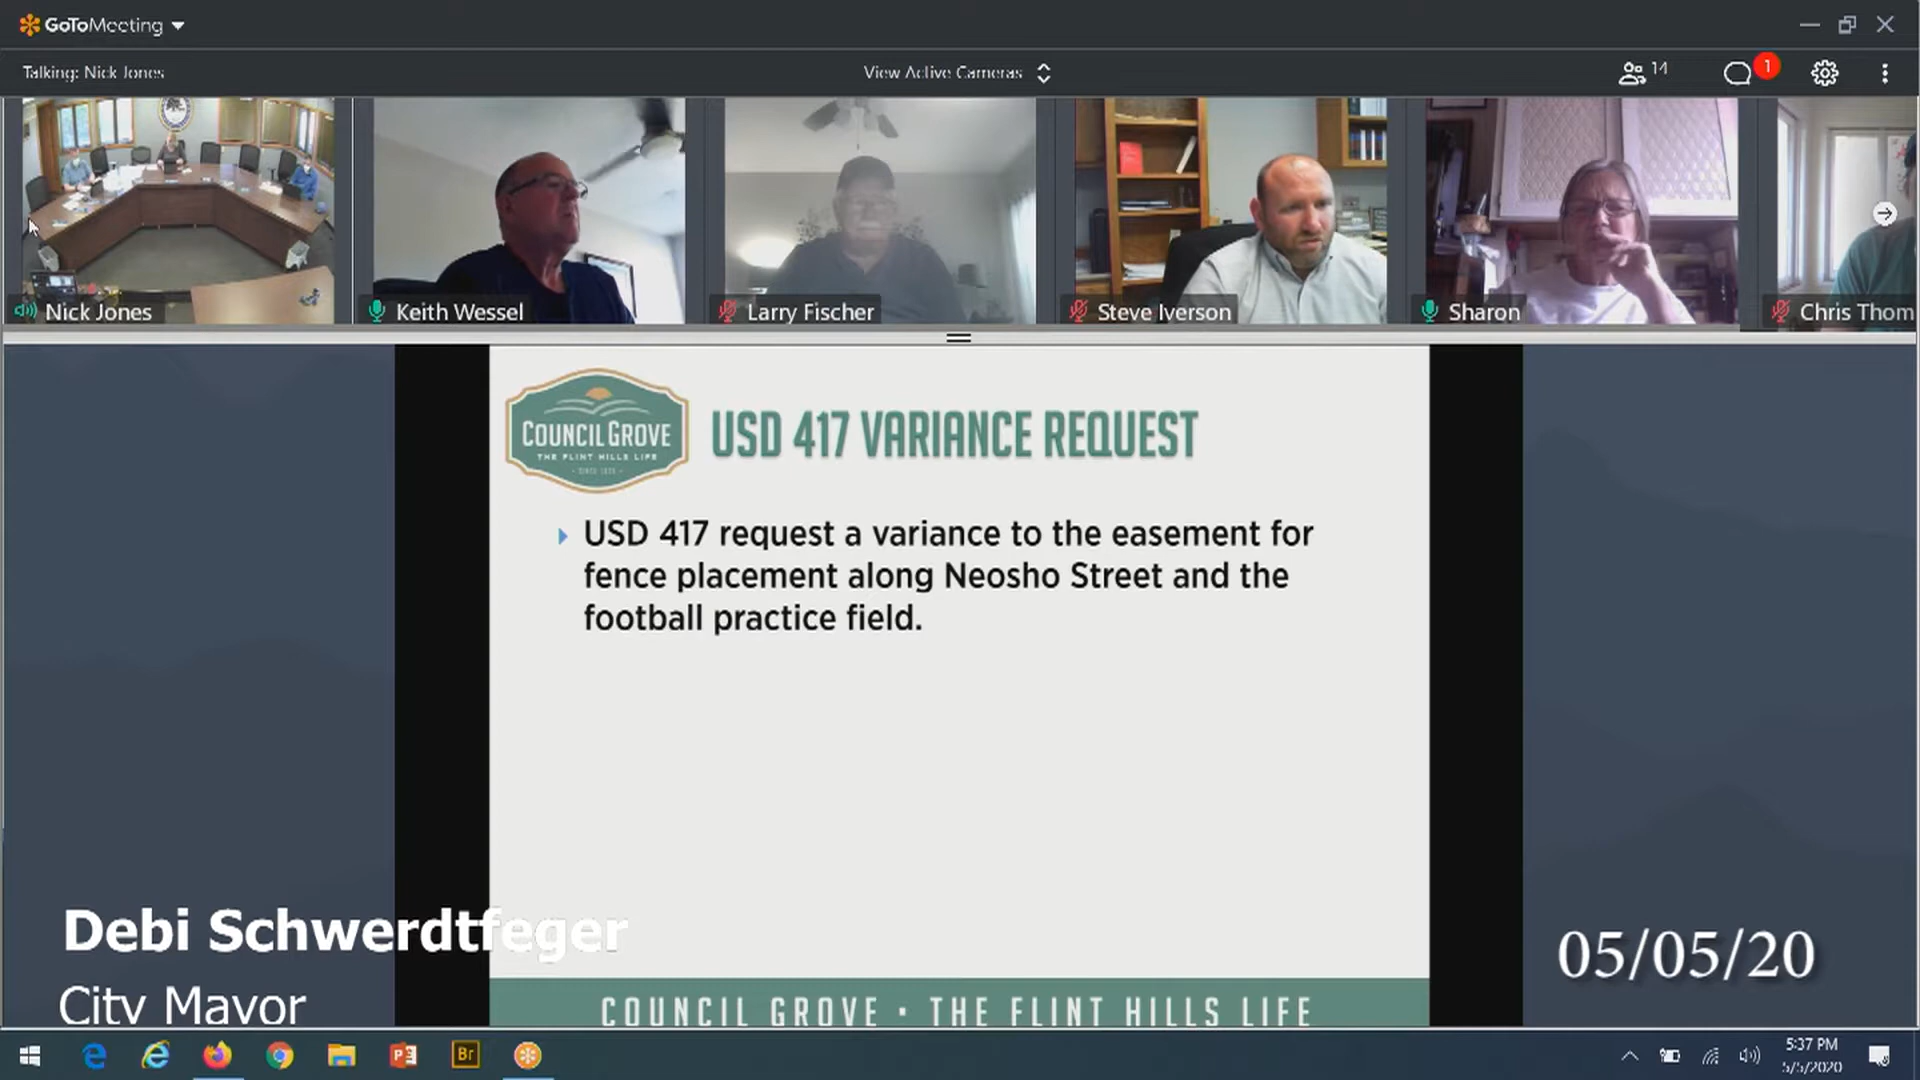 GoToMeeting
Talking: Nick Jones
View Active Cameras
14
1
Nick Jones
Keith Wessel
Larry Fischer
Steve Iverson
Sharon
Chris Thom
COUNCIL GROVE
THE FLINT HILLS LIFE
USD 417 VARIANCE REQUEST
USD 417 request a variance to the easement for
fence placement along Neosho Street and the
football practice field.
Debi Schwerdtfeger
City Mayor
05/05/20
COUNCIL GROVE • THE FLINT HILLS LIFE
Br
5:37 PM
5/5/2020